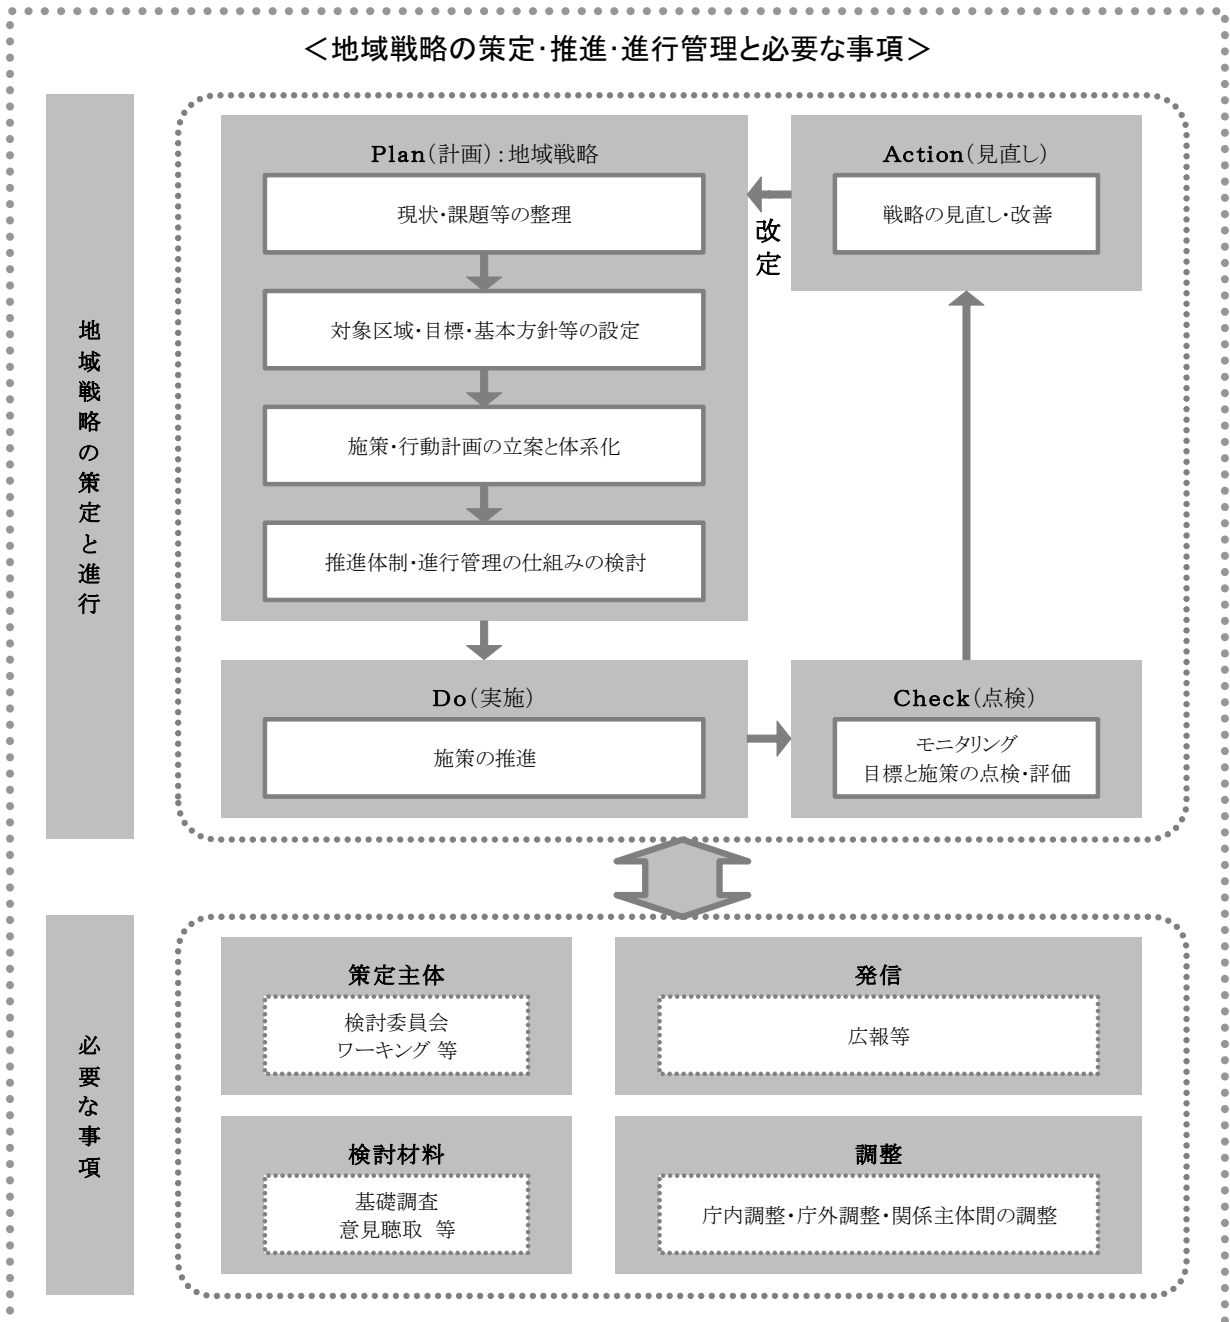 ＜地域戦略の策定・推進・進行管理と必要な事項＞
地域戦略の策定と進行
Plan（計画）：地域戦略
現状・課題等の整理
対象区域・目標・基本方針等の設定
施策・行動計画の立案と体系化
推進体制・進行管理の仕組みの検討
Action（見直し）
戦略の見直し・改善
改定
Do（実施）
施策の推進
Check（点検）
モニタリング
目標と施策の点検・評価
必要な事項
策定主体
検討委員会
ワーキング 等
発信
広報等
検討材料
基礎調査
意見聴取 等
調整
庁内調整・庁外調整・関係主体間の調整